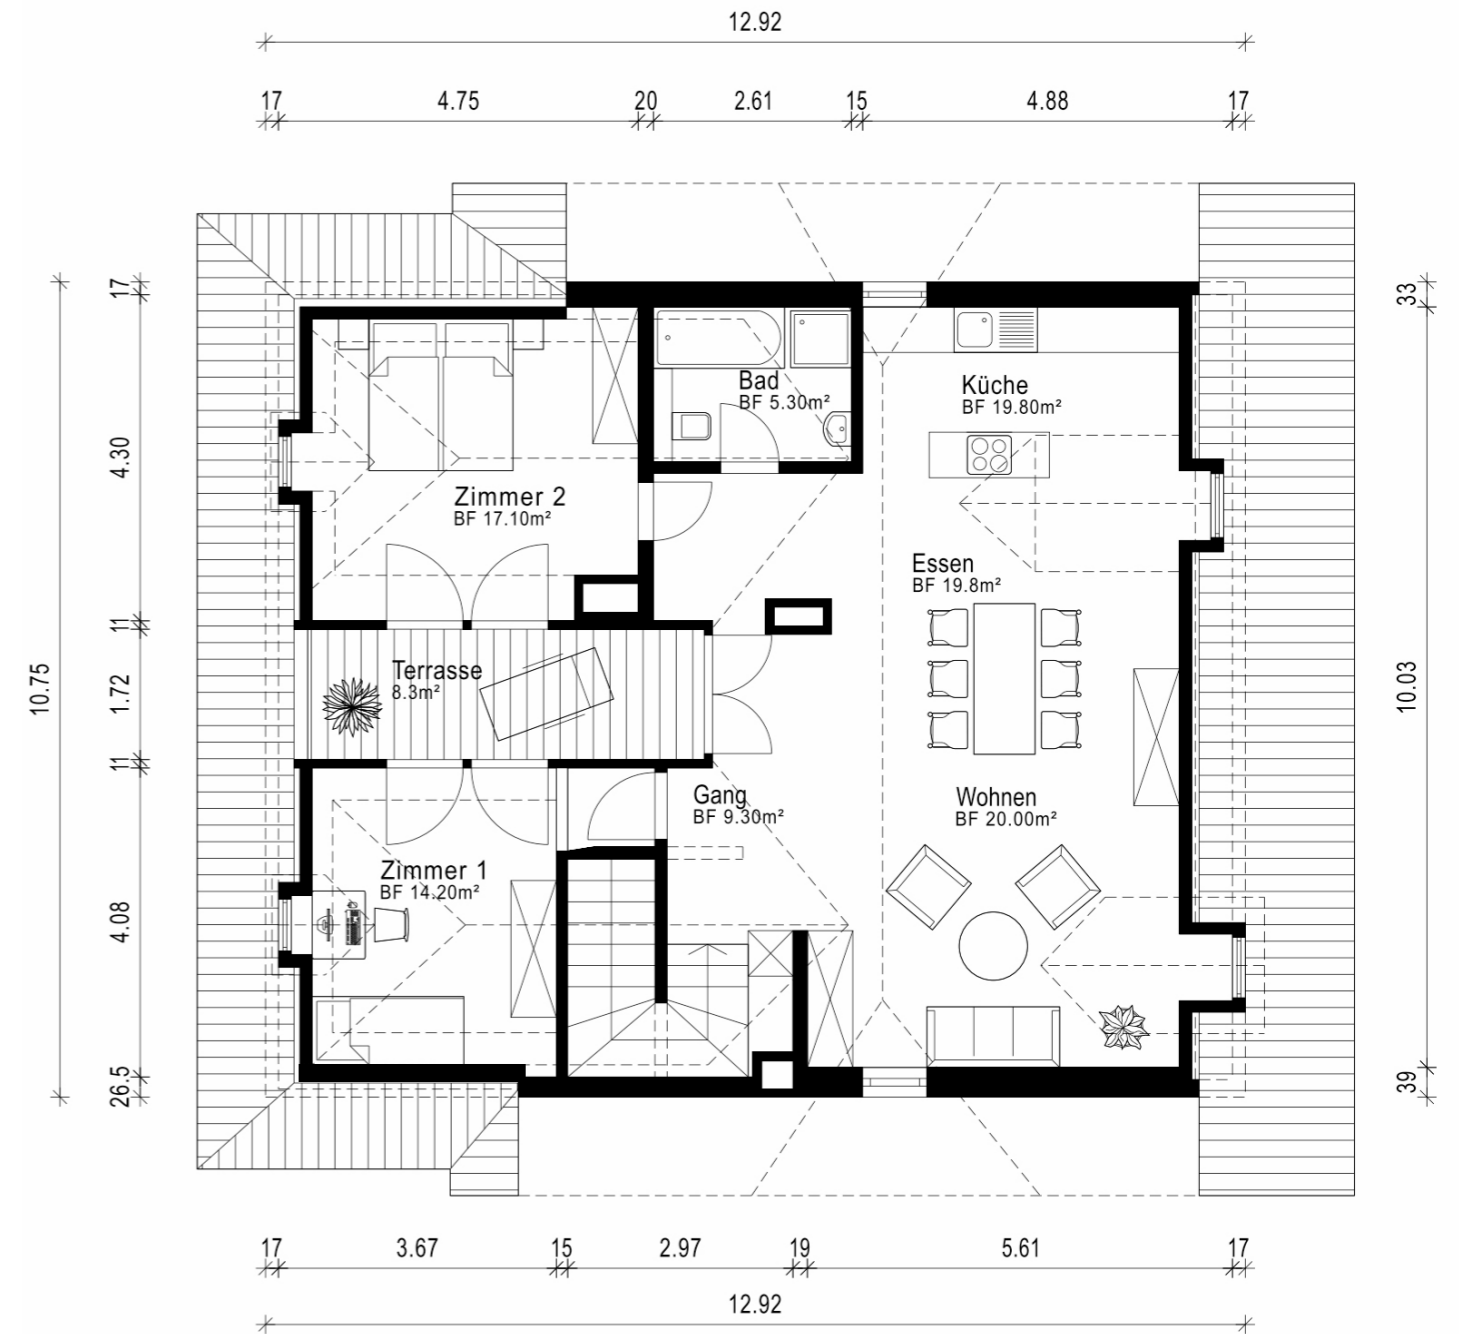 12.92
17 4.75 20 2.61 15 4.88 17
17
33
Bad
BF 5.30m²
Küche
BF 19.80m²
4.30
Zimmer 2
BF 17.10m²
Essen
BF 19.8m²
11
10.75
1.72
Terrasse
8.3m²
10.03
11
Gang
BF 9.30m²
Wohnen
BF 20.00m²
Zimmer 1
BF 14.20m²
4.08
26.5
39
17 3.67 15 2.97 19 5.61 17
12.92